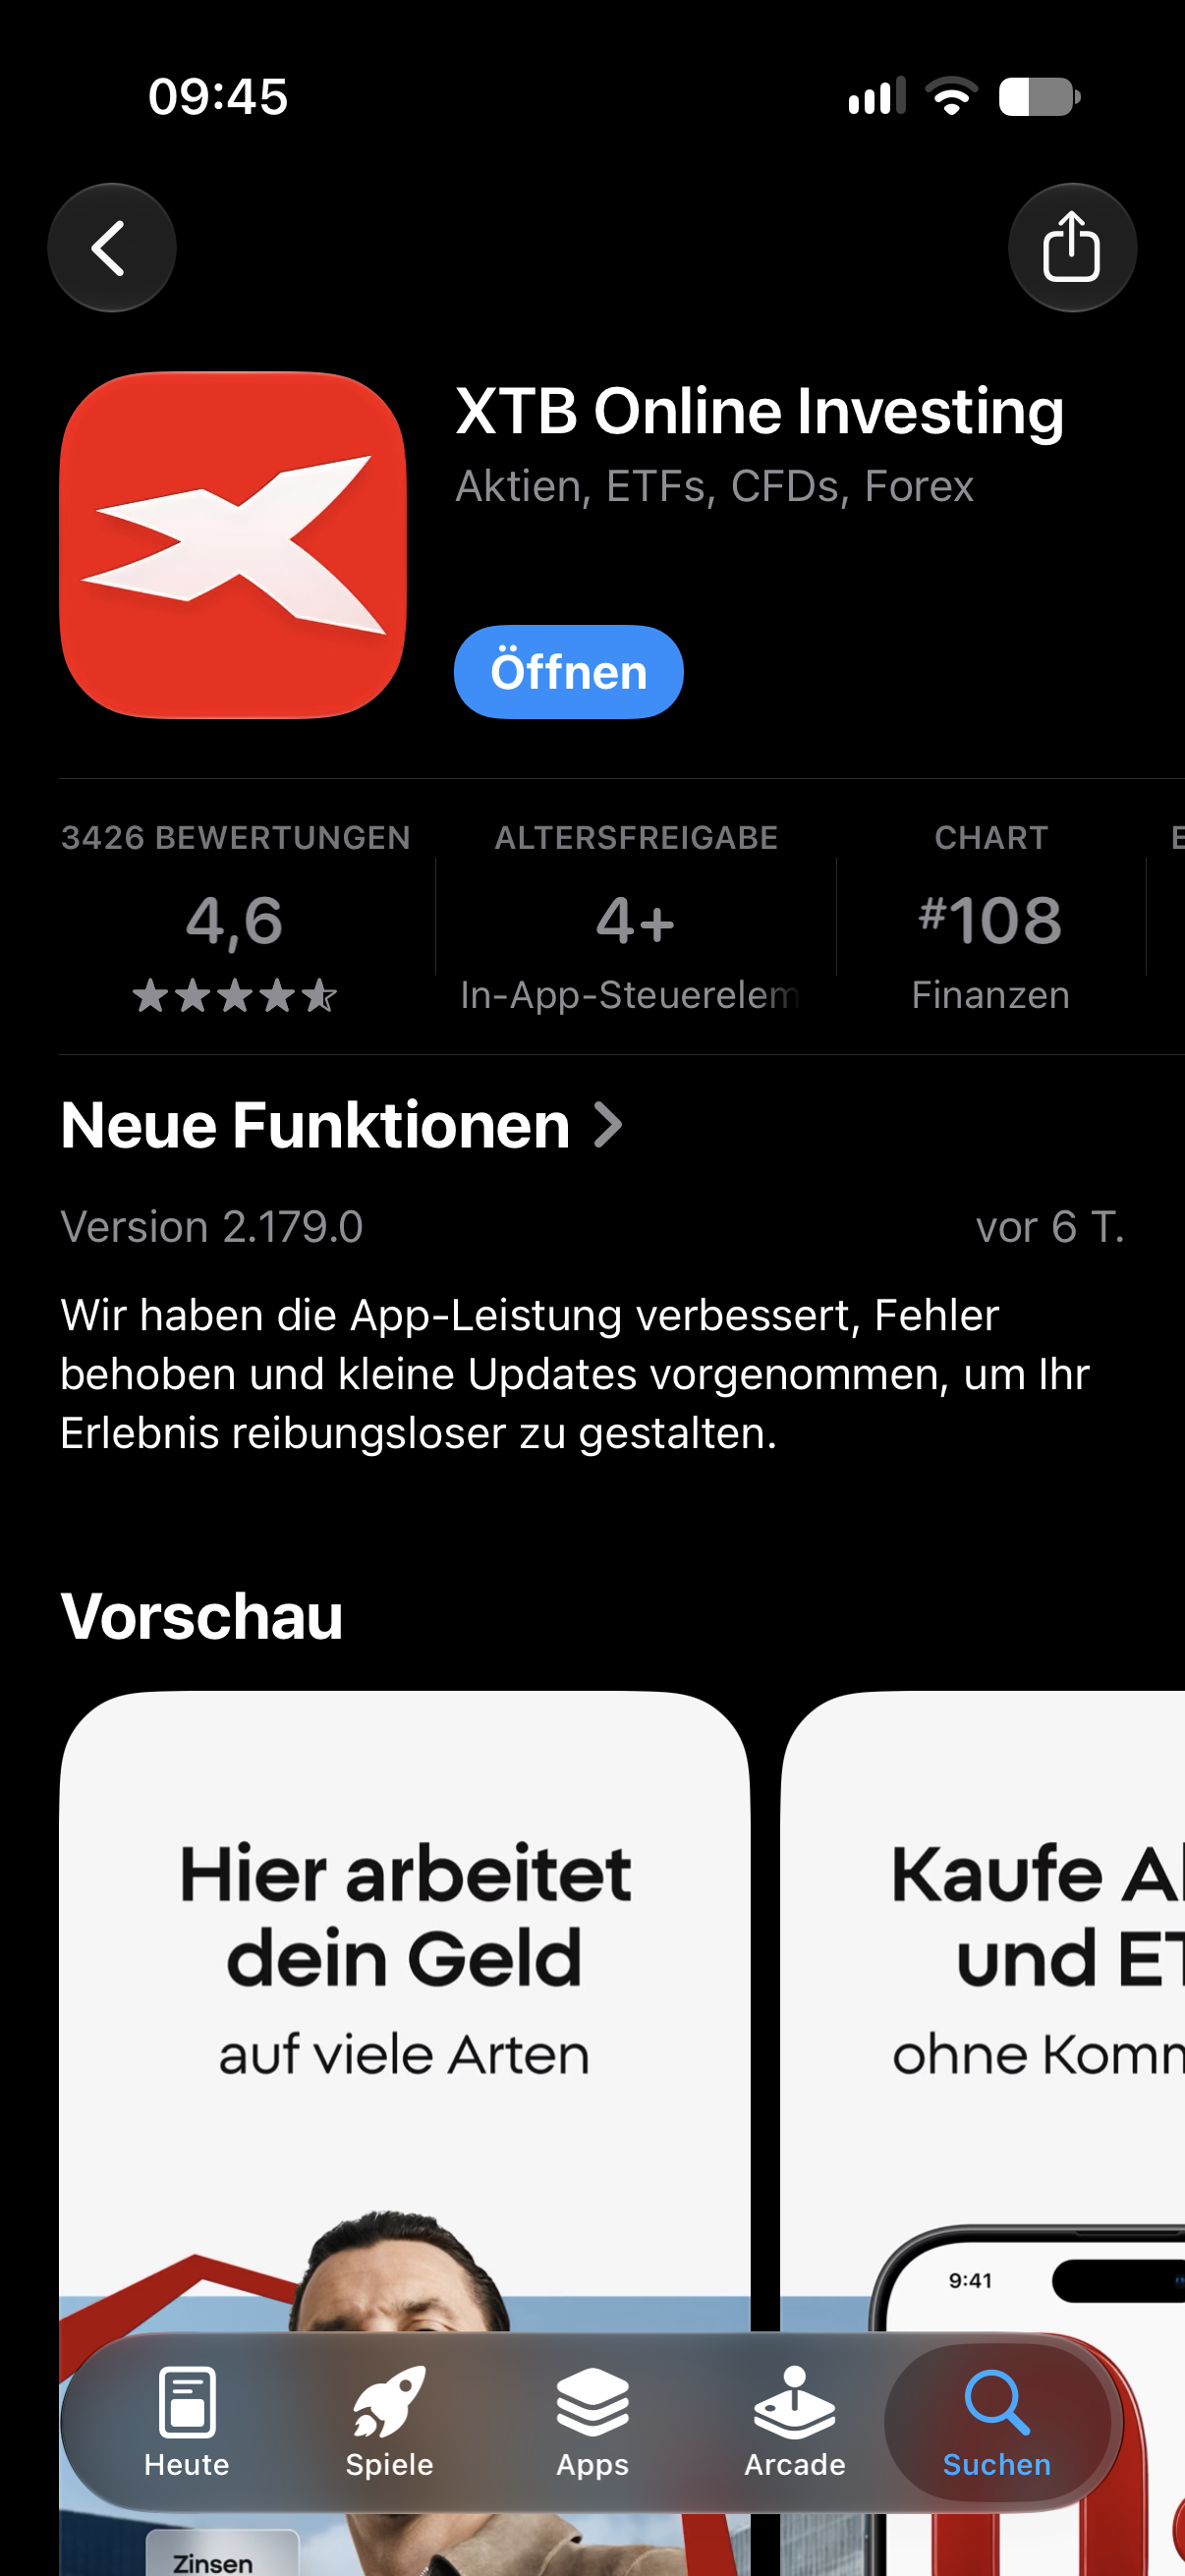 09:45
XTB Online Investing
Aktien, ETFs, CFDs, Forex
Öffnen
3426 BEWERTUNGEN
4,6
ALTERSFREIGABE
4+
In-App-Steuerelem
CHART
#108
Finanzen
Neue Funktionen
Version 2.179.0
vor 6 T.
Wir haben die App-Leistung verbessert, Fehler
behoben und kleine Updates vorgenommen, um Ihr
Erlebnis reibungsloser zu gestalten.
Vorschau
Hier arbeitet
dein Geld
auf viele Arten
Kaufe
und
ohne
9:41
Heute
Spiele
Apps
Arcade
Suchen
Zinsen